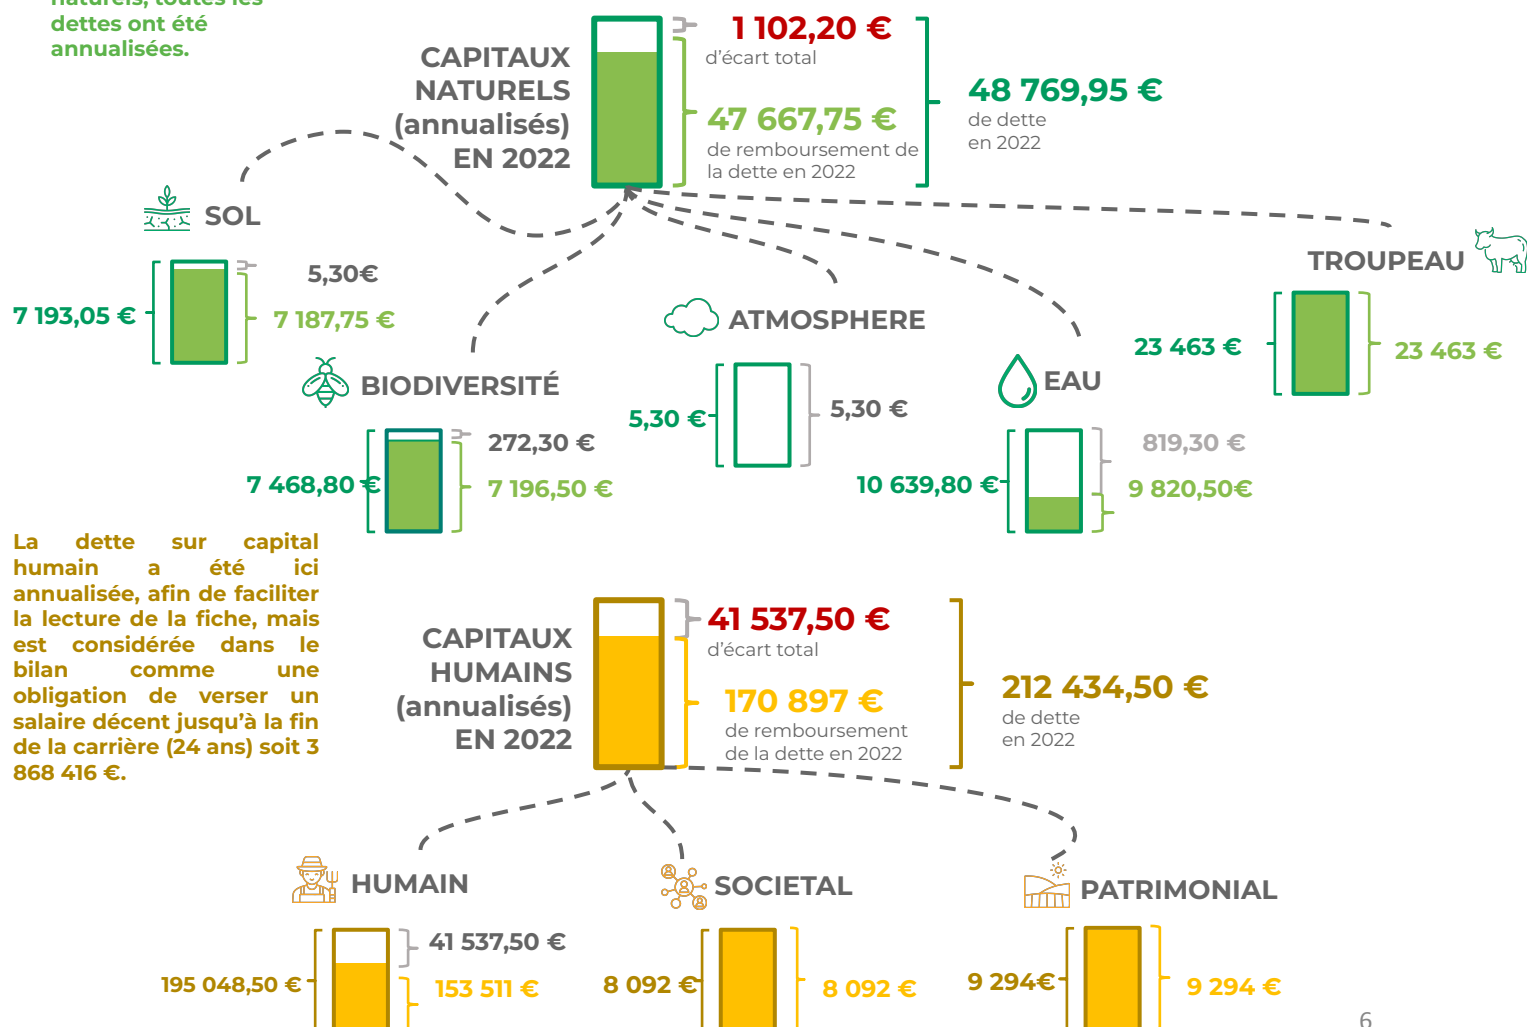 naturels, toutes les
dettes ont été
annualisées.
CAPITAUX
NATURELS
(annualisés)
EN 2022
1 102,20 €
d'écart total
47 667,75 €
de remboursement de
la dette en 2022
48 769,95 €
de dette
en 2022
SOL
5,30€
7 193,05 €
7 187,75 €
BIODIVERSITÉ
272,30 €
7 468,80 €
7 196,50 €
ATMOSPHERE
5,30 €
5,30 €
EAU
819,30 €
10 639,80 €
9 820,50€
TROUPEAU
23 463 €
23 463 €
La dette sur capital
humain a été ici
annualisée, afin de faciliter
la lecture de la fiche, mais
est considérée dans le
bilan comme une
obligation de verser un
salaire décent jusqu'à la fin
de la carrière (24 ans) soit 3
868 416 €.
CAPITAUX
HUMAINS
(annualisés)
EN 2022
41 537,50 €
d'écart total
170 897 €
de remboursement
de la dette en 2022
212 434,50 €
de dette
en 2022
HUMAIN
41 537,50 €
195 048,50 €
153 511 €
SOCIETAL
8 092 €
8 092 €
PATRIMONIAL
9 294€
9 294 €
6